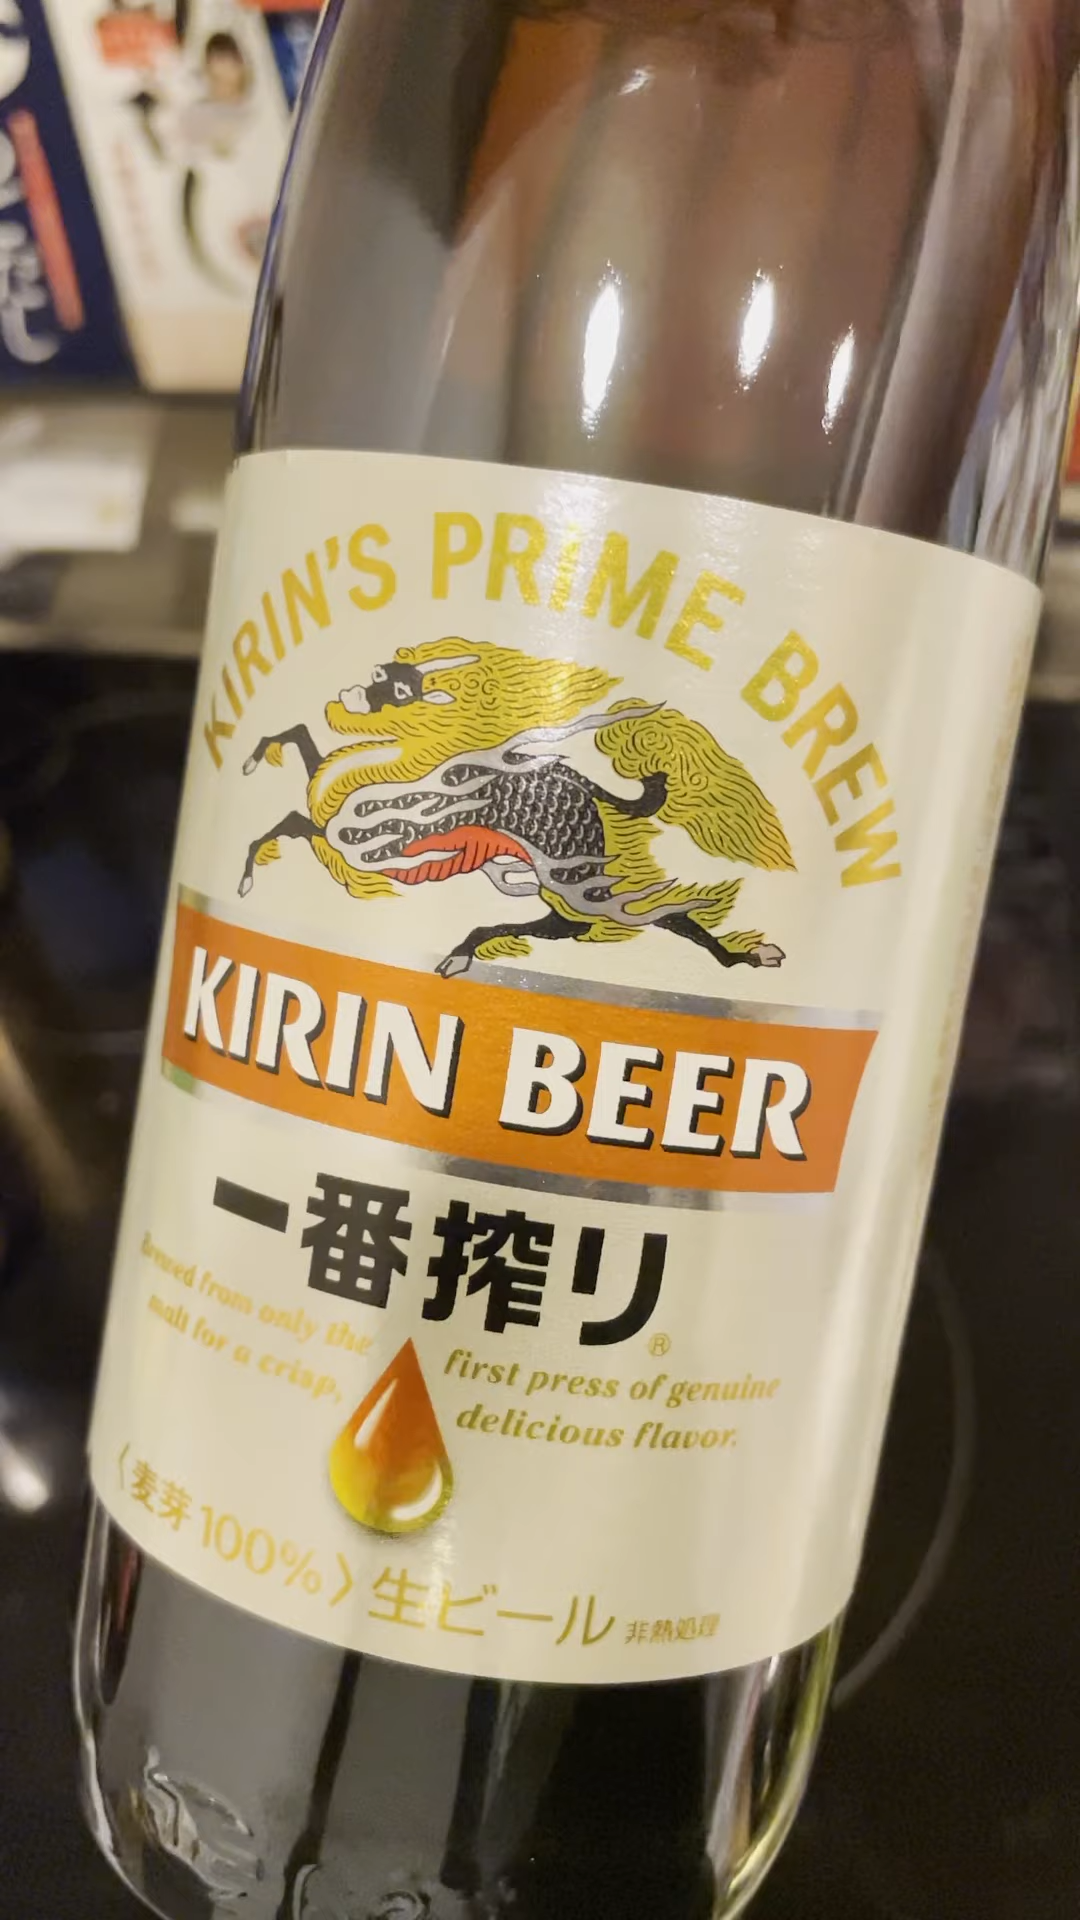 KIRIN'S PRIME BREW
KIRIN BEER
一番搾り®
Brewed from only the first press of genuine
malt for a crisp, delicious flavor.
〈麦芽100%〉生ビール 非熱処理